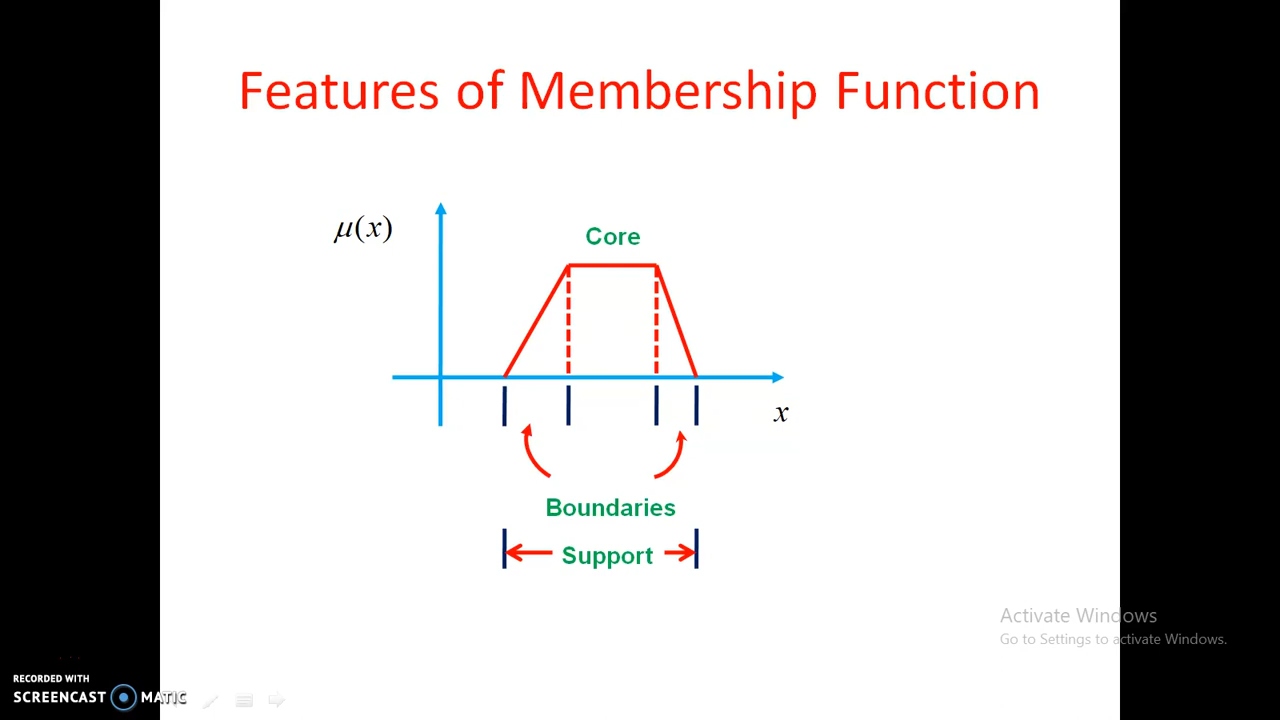 Features of Membership Function
μ(x)
Core
x
Boundaries
Support
Activate Windows
Go to Settings to activate Windows.
RECORDED WITH
SCREENCAST MATIC